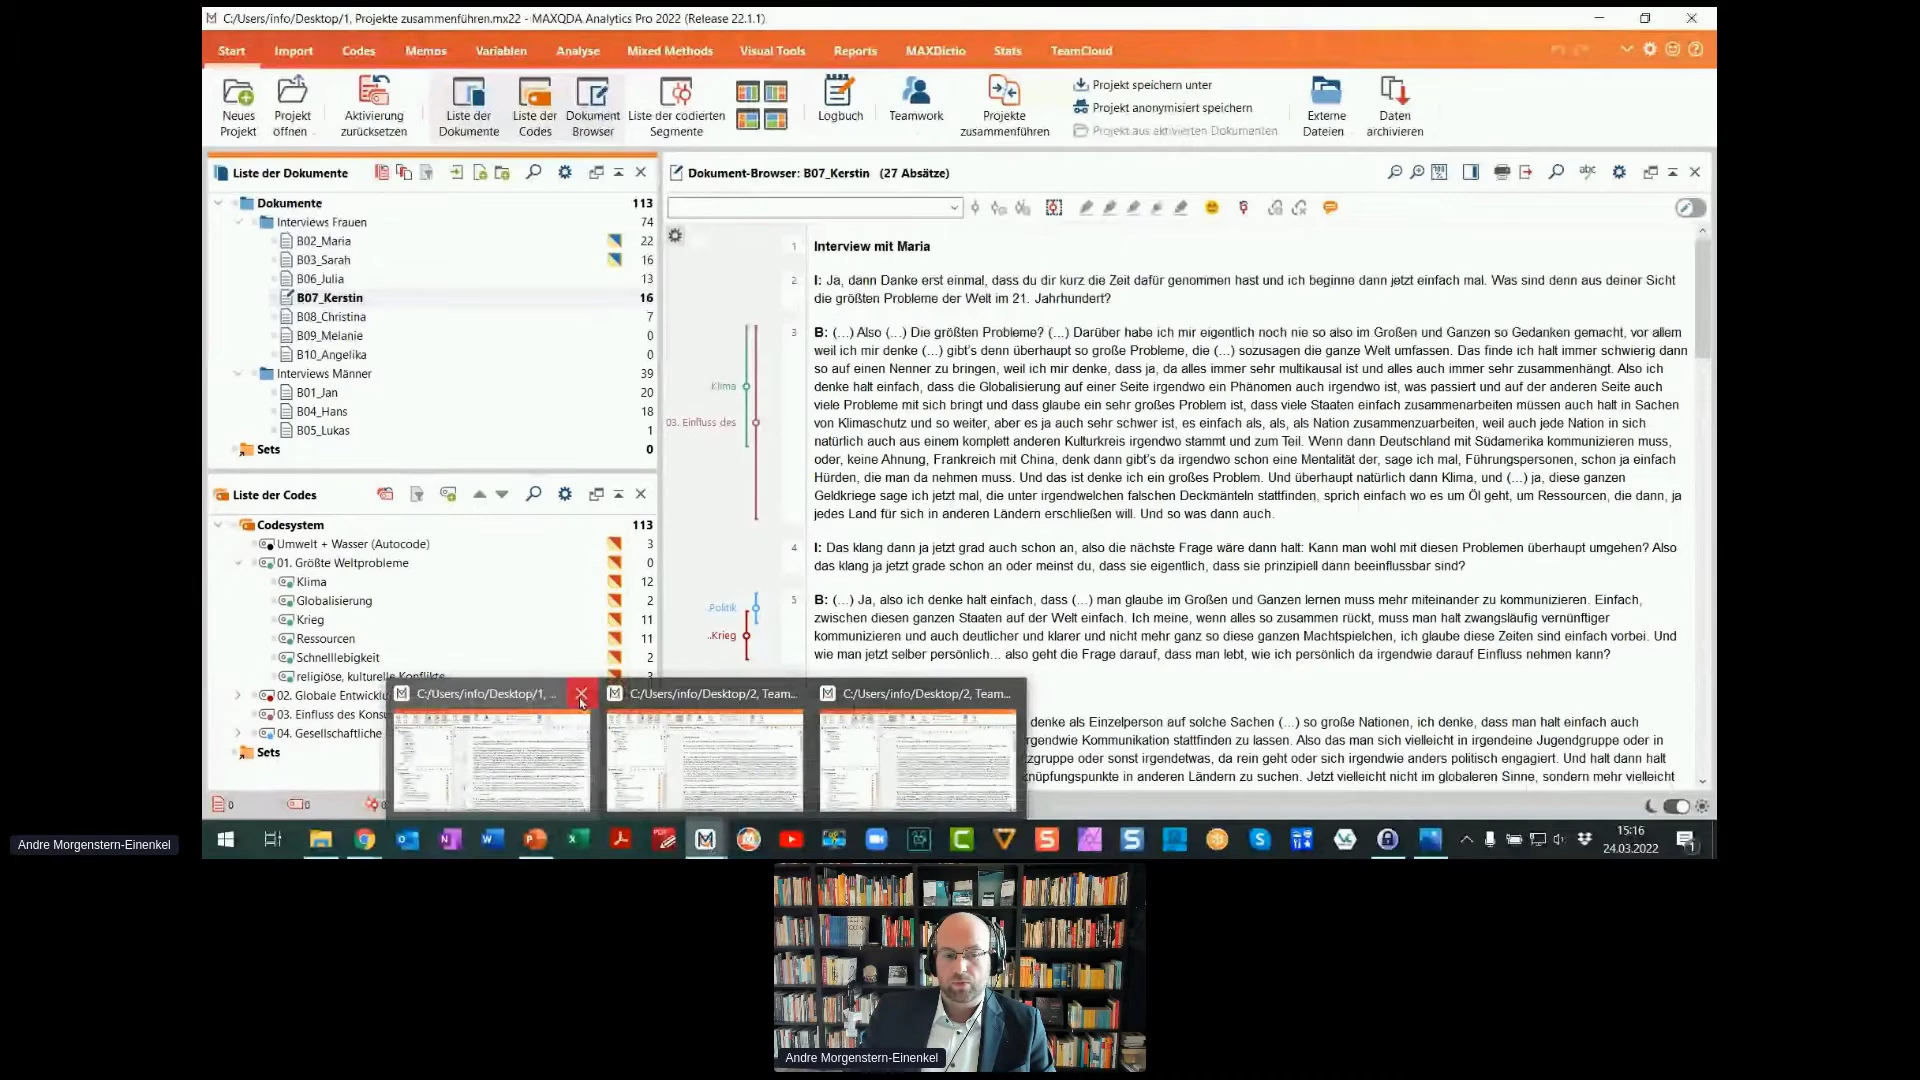 C:/Users/info/Desktop/1, Projekte zusammenführen.mx22 - MAXQDA Analytics Pro 2022 (Release 22.1.1)
Start Import Codes Memos Variablen Analyse Mixed Methods Visual Tools Reports MAXDictio Stats TeamCloud
Neues Projekt
Projekt öffnen
Aktivierung zurücksetzen
Liste der Dokumente
Liste der Codes
Dokument Browser
Liste der codierten Segmente
Logbuch
Teamwork
Projekte zusammenführen
Projekt speichern unter
Projekt anonymisiert speichern
Projekt aus aktivierten Dokumenten
Externe Dateien
Daten archivieren
Liste der Dokumente
Dokumente 113
Interviews Frauen 74
B02_Maria 22
B03_Sarah 16
B06_Julia 13
B07_Kerstin 16
B08_Christina 7
B09_Melanie 0
B10_Angelika 0
Interviews Männer 39
B01_Jan 20
B04_Hans 18
B05_Lukas 1
Sets 0
Liste der Codes
Codesystem 113
Umwelt + Wasser (Autocode) 3
01. Größte Weltprobleme 0
Klima 12
Globalisierung 2
Krieg 11
Ressourcen 11
Schnelllebigkeit 2
religiöse, kulturelle Konflikte
02. Globale Entwicklu
03. Einfluss des Konsu
04. Gesellschaftliche
Sets
0 0 0
Dokument-Browser: B07_Kerstin (27 Absätze)
1 Interview mit Maria
2 I: Ja, dann Danke erst einmal, dass du dir kurz die Zeit dafür genommen hast und ich beginne dann jetzt einfach mal. Was sind denn aus deiner Sicht
die größten Probleme der Welt im 21. Jahrhundert?
3 B: (...) Also (...) Die größten Probleme? (...) Darüber habe ich mir eigentlich noch nie so also im Großen und Ganzen so Gedanken gemacht, vor allem
weil ich mir denke (...) gibt's denn überhaupt so große Probleme, die (...) sozusagen die ganze Welt umfassen. Das finde ich halt immer schwierig dann
so auf einen Nenner zu bringen, weil ich mir denke, dass ja, da alles immer sehr multikausal ist und alles auch immer sehr zusammenhängt. Also ich
denke halt einfach, dass die Globalisierung auf einer Seite irgendwo ein Phänomen auch irgendwo ist, was passiert und auf der anderen Seite auch
viele Probleme mit sich bringt und dass glaube ein sehr großes Problem ist, dass viele Staaten einfach zusammenarbeiten müssen auch halt in Sachen
von Klimaschutz und so weiter, aber es ja auch sehr schwer ist, es einfach als, als, als Nation zusammenzuarbeiten, weil auch jede Nation in sich
natürlich auch aus einem komplett anderen Kulturkreis irgendwo stammt und zum Teil. Wenn dann Deutschland mit Südamerika kommunizieren muss,
oder, keine Ahnung, Frankreich mit China, denk dann gibt's da irgendwo schon eine Mentalität der, sage ich mal, Führungspersonen, schon ja einfach
Hürden, die man da nehmen muss. Und das ist denke ich ein großes Problem. Und überhaupt natürlich dann Klima, und (...) ja, diese ganzen
Geldkriege sage ich jetzt mal, die unter irgendwelchen falschen Deckmänteln stattfinden, sprich einfach wo es um Öl geht, um Ressourcen, die dann, ja
jedes Land für sich in anderen Ländern erschließen will. Und so was dann auch.
Klima
03. Einfluss des
4 I: Das klang dann ja jetzt grad auch schon an, also die nächste Frage wäre dann halt: Kann man wohl mit diesen Problemen überhaupt umgehen? Also
das klang ja jetzt grade schon an oder meinst du, dass sie eigentlich, dass sie prinzipiell dann beeinflussbar sind?
5 B: (...) Ja, also ich denke halt einfach, dass (...) man glaube im Großen und Ganzen lernen muss mehr miteinander zu kommunizieren. Einfach,
zwischen diesen ganzen Staaten auf der Welt einfach. Ich meine, wenn alles so zusammen rückt, muss man halt zwangsläufig vernünftiger
kommunizieren und auch deutlicher und klarer und nicht mehr ganz so diese ganzen Machtspielchen, ich glaube diese Zeiten sind einfach vorbei. Und
wie man jetzt selber persönlich... also geht die Frage darauf, dass man lebt, wie ich persönlich da irgendwie darauf Einfluss nehmen kann?
.Politik
..Krieg
denke als Einzelperson auf solche Sachen (...) so große Nationen, ich denke, dass man halt einfach auch
rgendwie Kommunikation stattfinden zu lassen. Also das man sich vielleicht in irgendeine Jugendgruppe oder in
zgruppe oder sonst irgendetwas, da rein geht oder sich irgendwie anders politisch engagiert. Und halt dann halt
nüpfungspunkte in anderen Ländern zu suchen. Jetzt vielleicht nicht im globaleren Sinne, sondern mehr vielleicht
C:/Users/info/Desktop/1, ...
C:/Users/info/Desktop/2, Team...
C:/Users/info/Desktop/2, Team...
15:16
24.03.2022
Andre Morgenstern-Einenkel
Andre Morgenstern-Einenkel